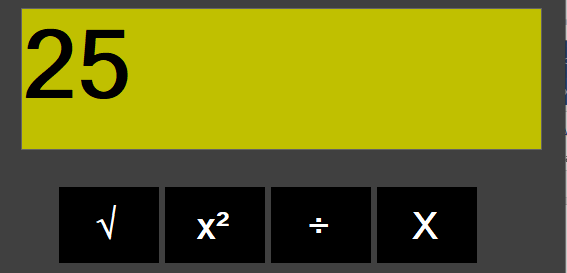 25
√ x² ÷ X